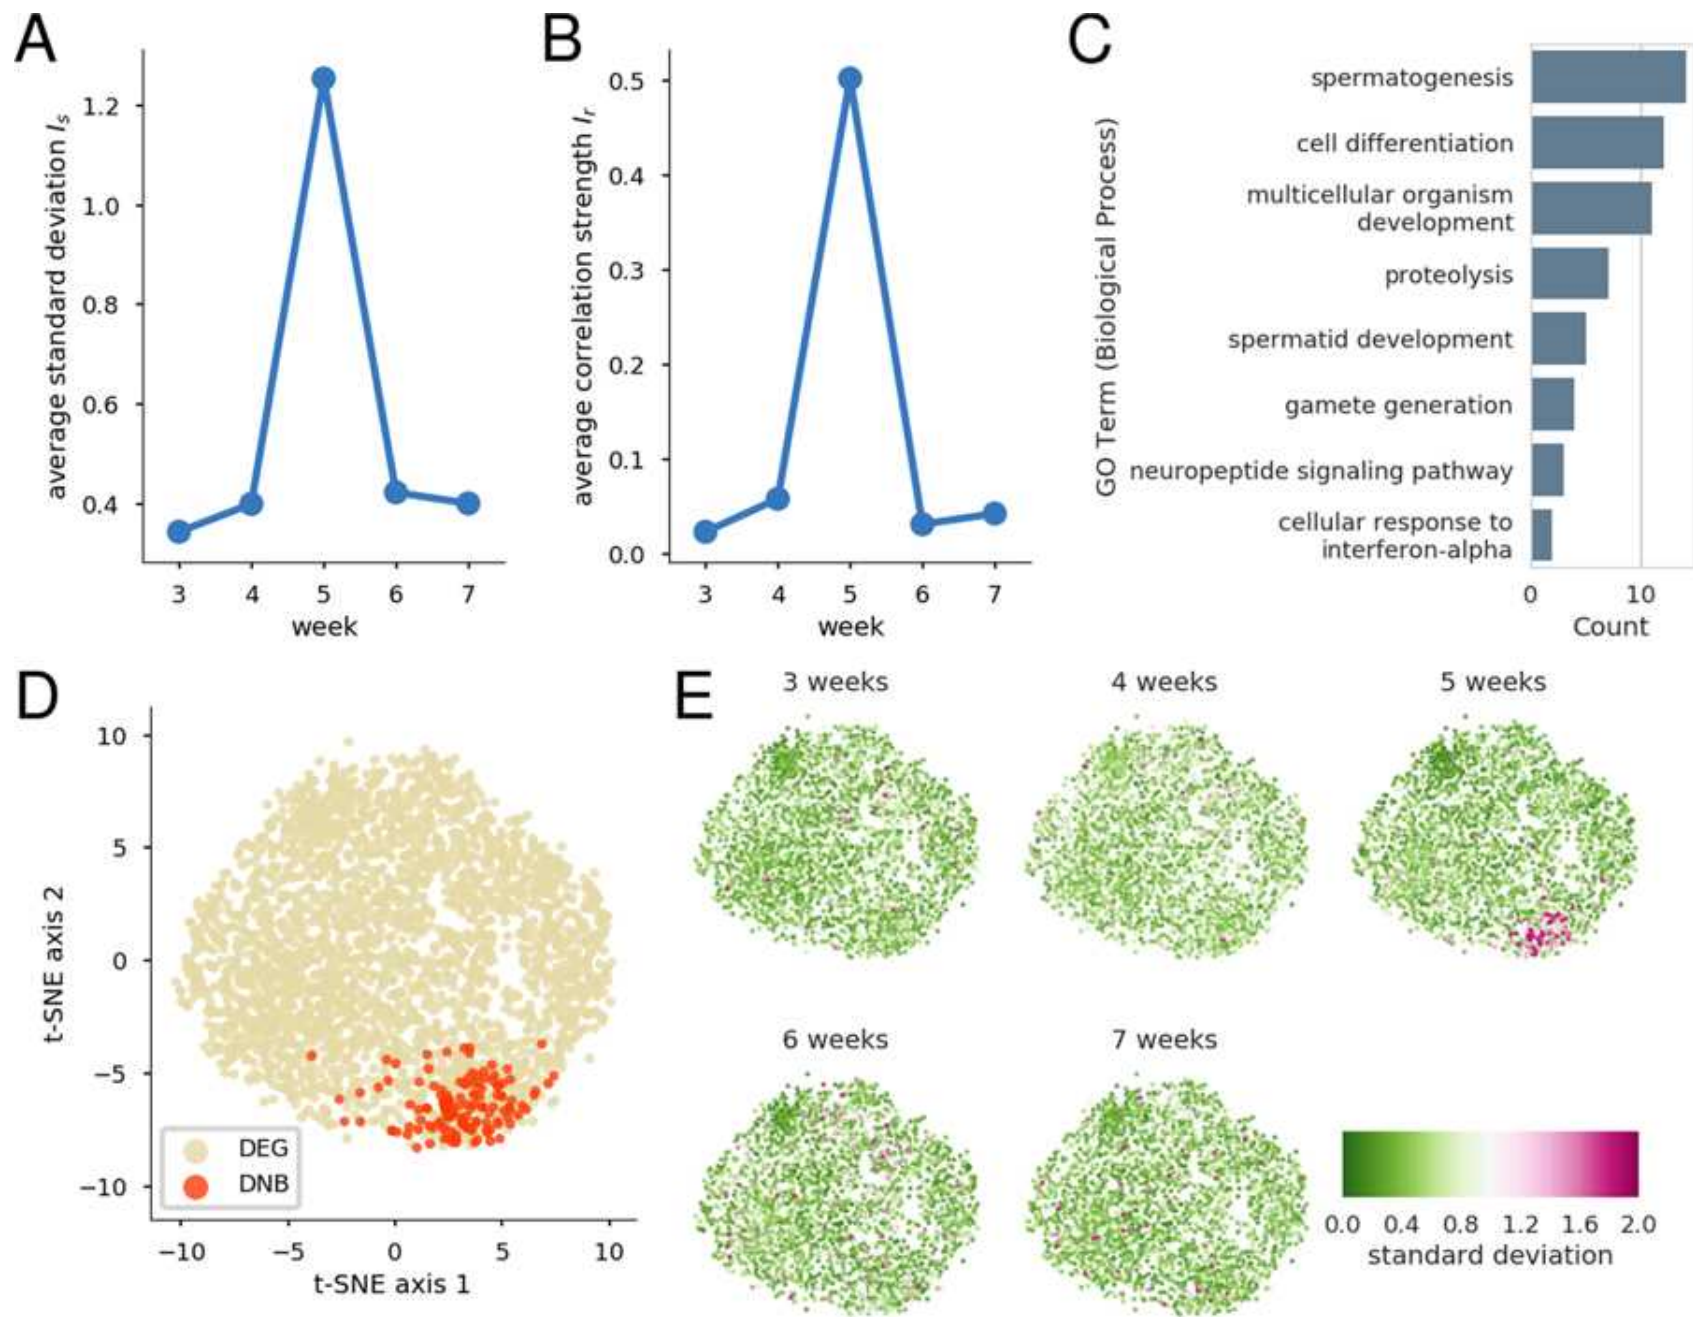 A
average standard deviation I_s
1.2
1.0
0.8
0.6
0.4
3 4 5 6 7
week
B
average correlation strength I_r
0.5
0.4
0.3
0.2
0.1
0.0
3 4 5 6 7
week
C
GO Term (Biological Process)
spermatogenesis
cell differentiation
multicellular organism
development
proteolysis
spermatid development
gamete generation
neuropeptide signaling pathway
cellular response to
interferon-alpha
0 10
Count
D
t-SNE axis 2
10
5
0
−5
−10
DEG
DNB
−10 −5 0 5 10
t-SNE axis 1
E
3 weeks 4 weeks 5 weeks
6 weeks 7 weeks
0.0 0.4 0.8 1.2 1.6 2.0
standard deviation